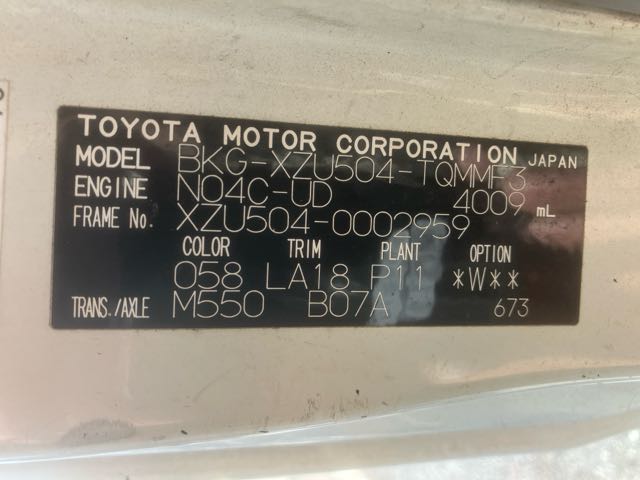 TOYOTA MOTOR CORPORATION JAPAN
MODEL BKG-XZU504-TQMMF3
ENGINE N04C-UD 4009 mL
FRAME No. XZU504-0002959
COLOR TRIM PLANT OPTION
058 LA18 P11 *W**
TRANS./AXLE M550 B07A 673